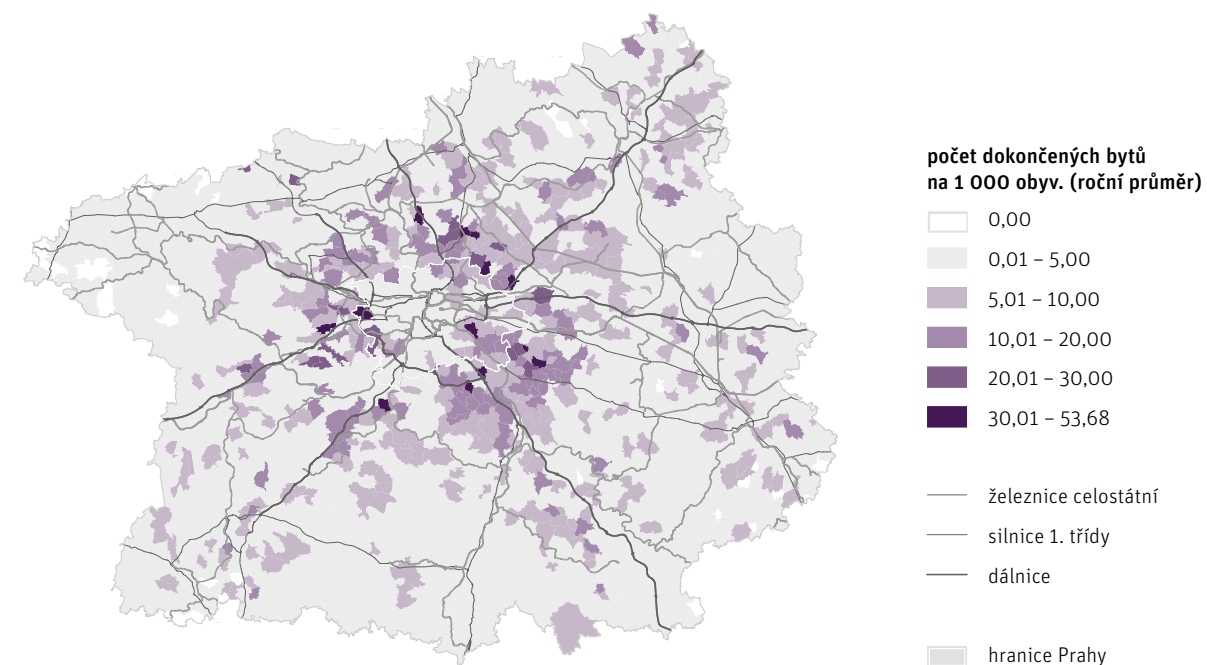 počet dokončených bytů
na 1 000 obyv. (roční průměr)
0,00
0,01 – 5,00
5,01 – 10,00
10,01 – 20,00
20,01 – 30,00
30,01 – 53,68
železnice celostátní
silnice 1. třídy
dálnice
hranice Prahy